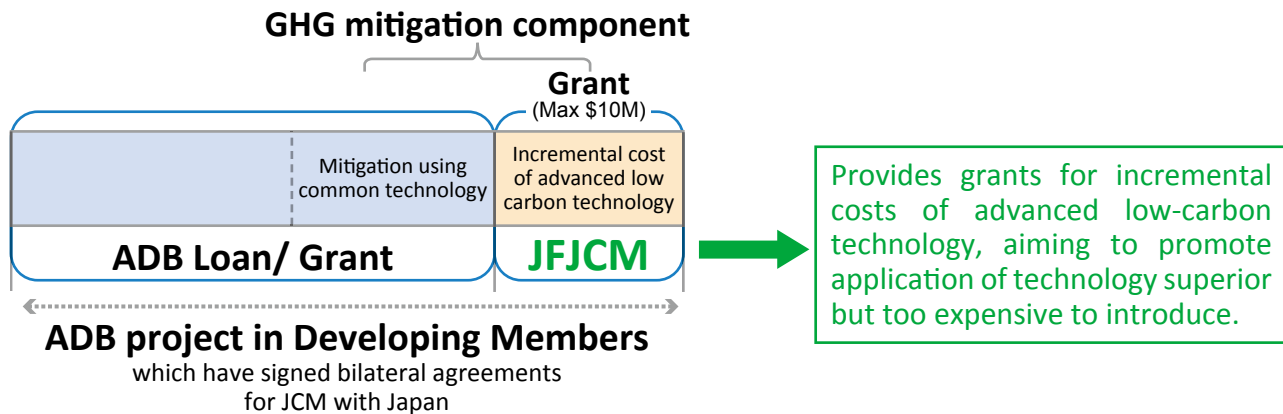 GHG mitigation component
Grant
(Max $10M)
Mitigation using
common technology
Incremental cost
of advanced low
carbon technology
ADB Loan/ Grant
JFJCM
Provides grants for incremental
costs of advanced low-carbon
technology, aiming to promote
application of technology superior
but too expensive to introduce.
ADB project in Developing Members
which have signed bilateral agreements
for JCM with Japan